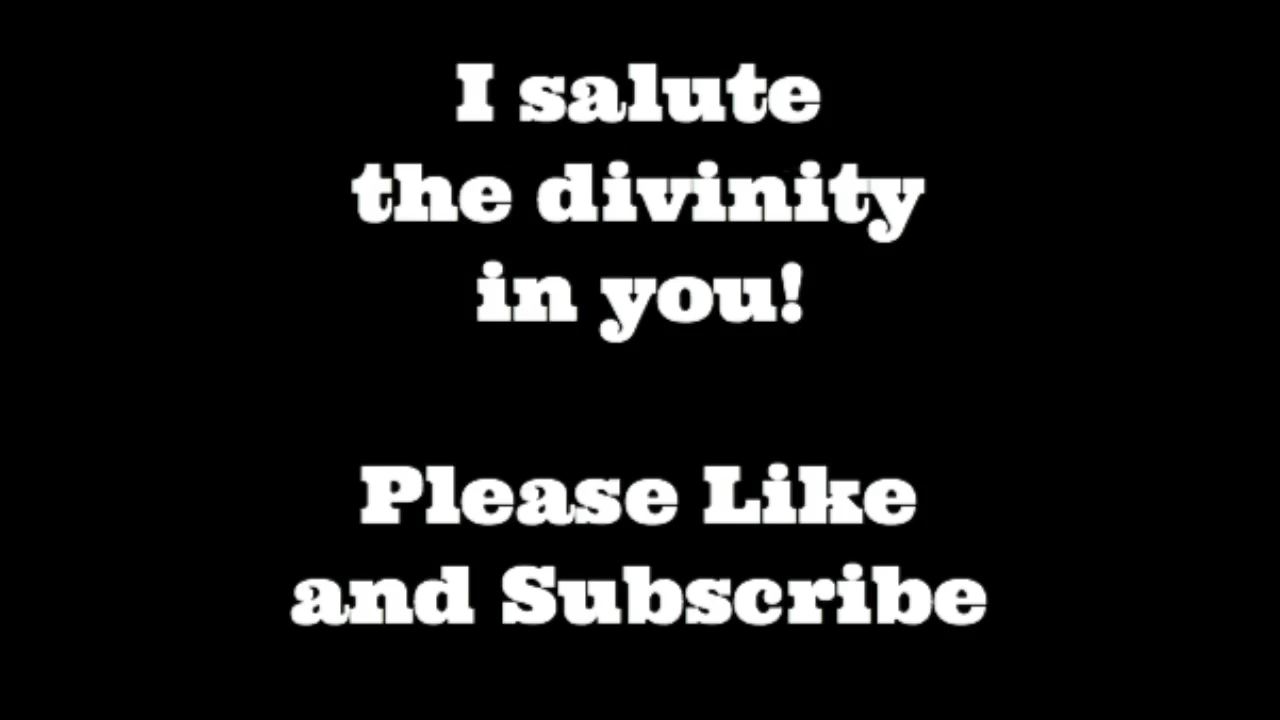 I salute
the divinity
in you!
Please Like
and Subscribe